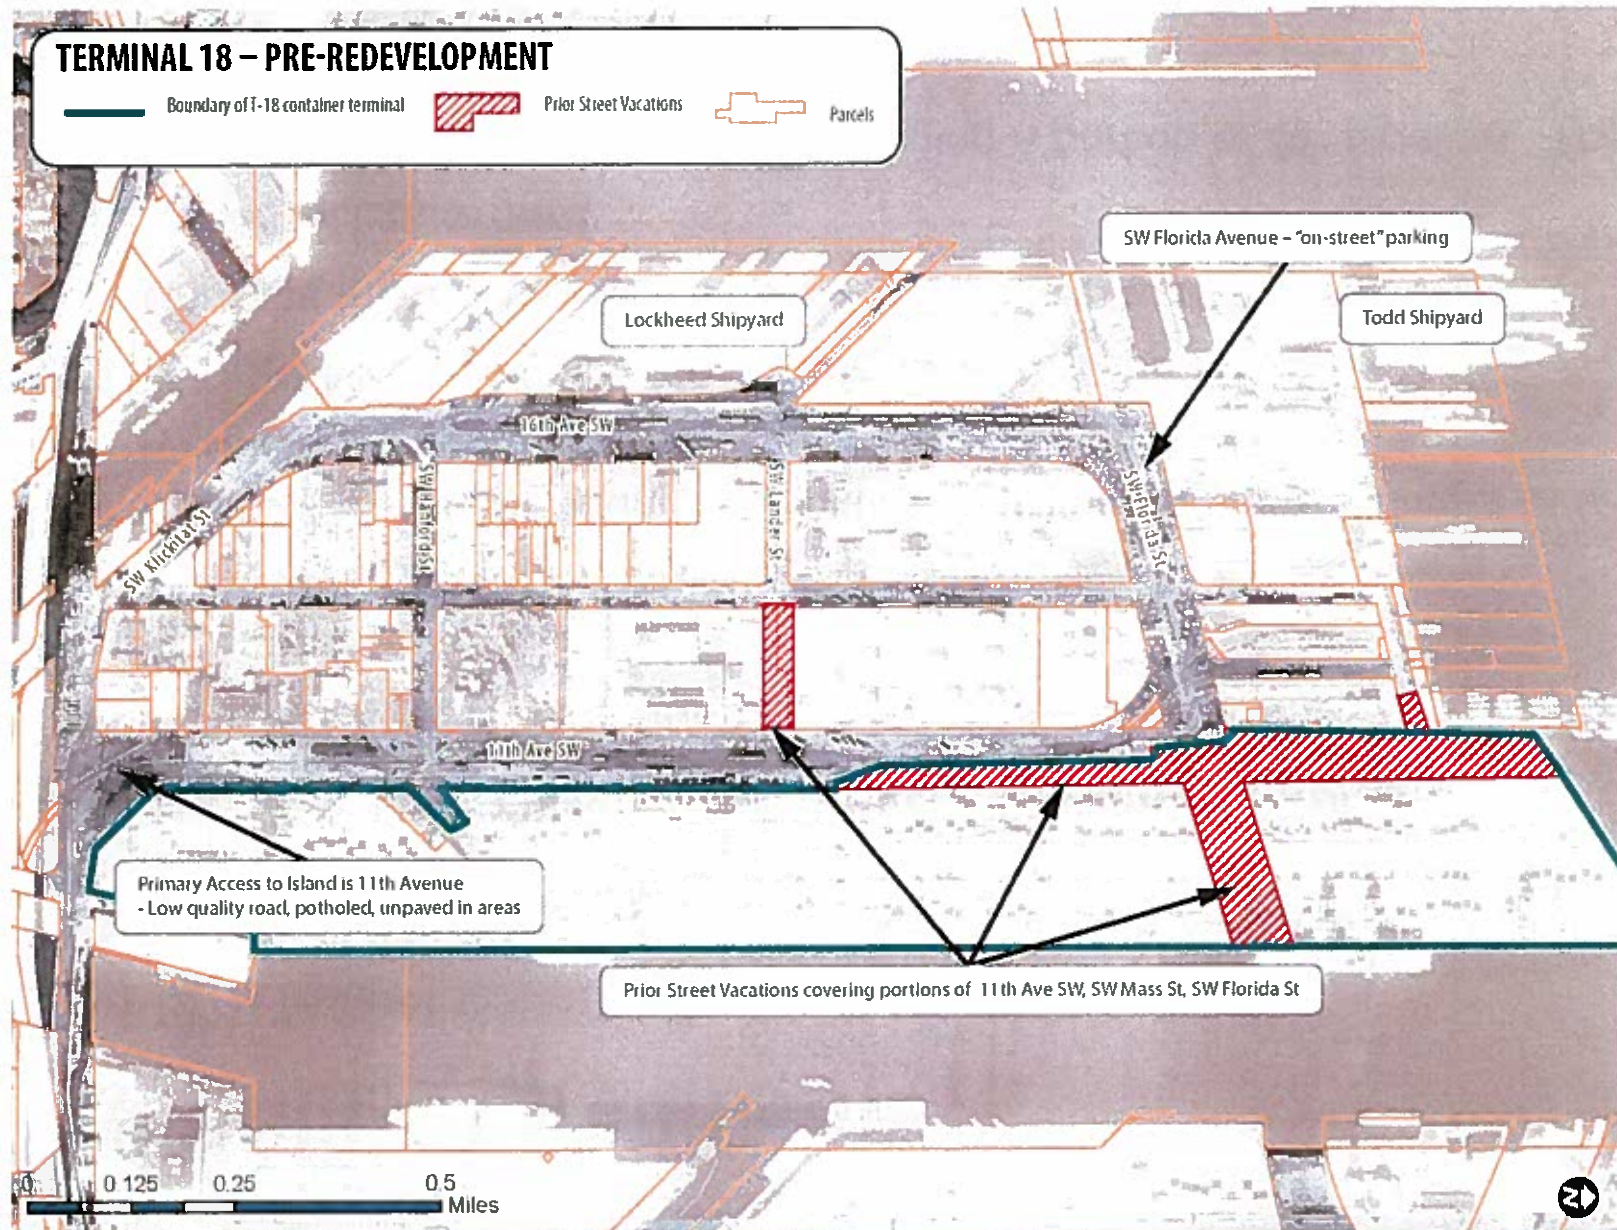 TERMINAL 18 – PRE-REDEVELOPMENT
Boundary of T-18 container terminal
Prior Street Vacations
Parcels
SW Florida Avenue – "on-street" parking
Lockheed Shipyard
Todd Shipyard
16th Ave SW
SW Klickitat St
SW Hanford St
SW Lander St
SW Florida St
11th Ave SW
Primary Access to Island is 11th Avenue
- Low quality road, potholed, unpaved in areas
Prior Street Vacations covering portions of 11th Ave SW, SW Mass St, SW Florida St
0 0.125 0.25 0.5
Miles
N